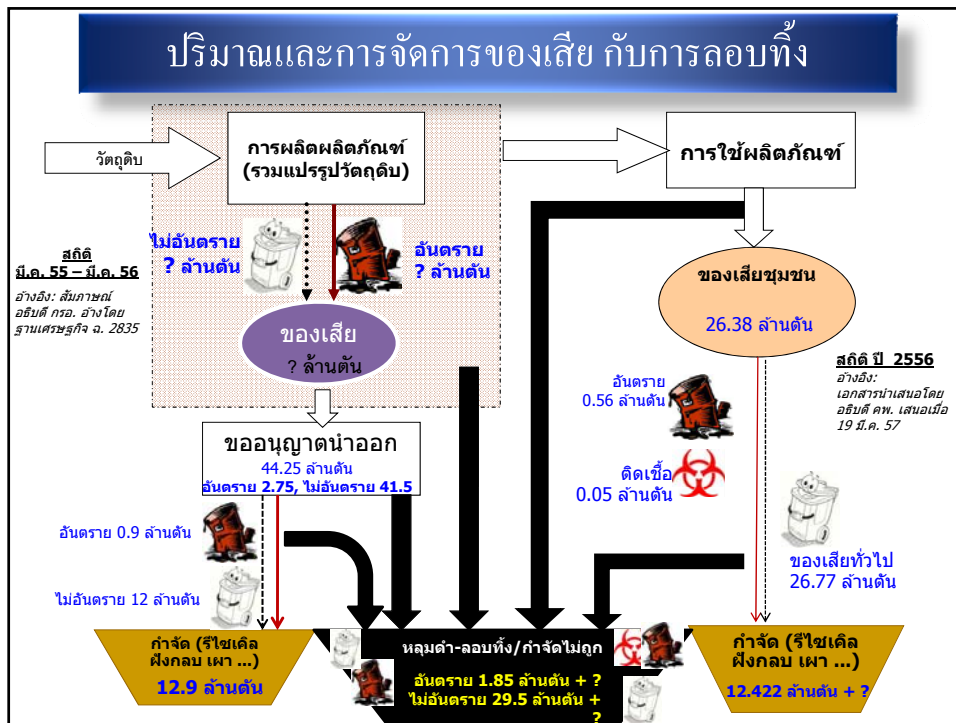 ปริมาณและการจัดการของเสีย กับการลอบทิ้ง
วัตถุดิบ
การผลิตผลิตภัณฑ์
(รวมแปรรูปวัตถุดิบ)
การใช้ผลิตภัณฑ์
ไม่อันตราย
? ล้านตัน
อันตราย
? ล้านตัน
สถิติ
มี.ค. 55 – มี.ค. 56
อ้างอิง: สัมภาษณ์
อธิบดี กรอ. อ้างโดย
ฐานเศรษฐกิจ ฉ. 2835
ของเสีย
? ล้านตัน
ของเสียชุมชน
26.38 ล้านตัน
สถิติ ปี 2556
อ้างอิง:
เอกสารนำเสนอโดย
อธิบดี คพ. เสนอเมื่อ
19 มี.ค. 57
อันตราย
0.56 ล้านตัน
ติดเชื้อ
0.05 ล้านตัน
ขออนุญาตนำออก
44.25 ล้านตัน
อันตราย 2.75, ไม่อันตราย 41.5
อันตราย 0.9 ล้านตัน
ไม่อันตราย 12 ล้านตัน
ของเสียทั่วไป
26.77 ล้านตัน
กำจัด (รีไซเคิล
ฝังกลบ เผา ...)
12.9 ล้านตัน
หลุมดำ-ลอบทิ้ง/กำจัดไม่ถูก
อันตราย 1.85 ล้านตัน + ?
ไม่อันตราย 29.5 ล้านตัน +
?
กำจัด (รีไซเคิล
ฝังกลบ เผา ...)
12.422 ล้านตัน + ?